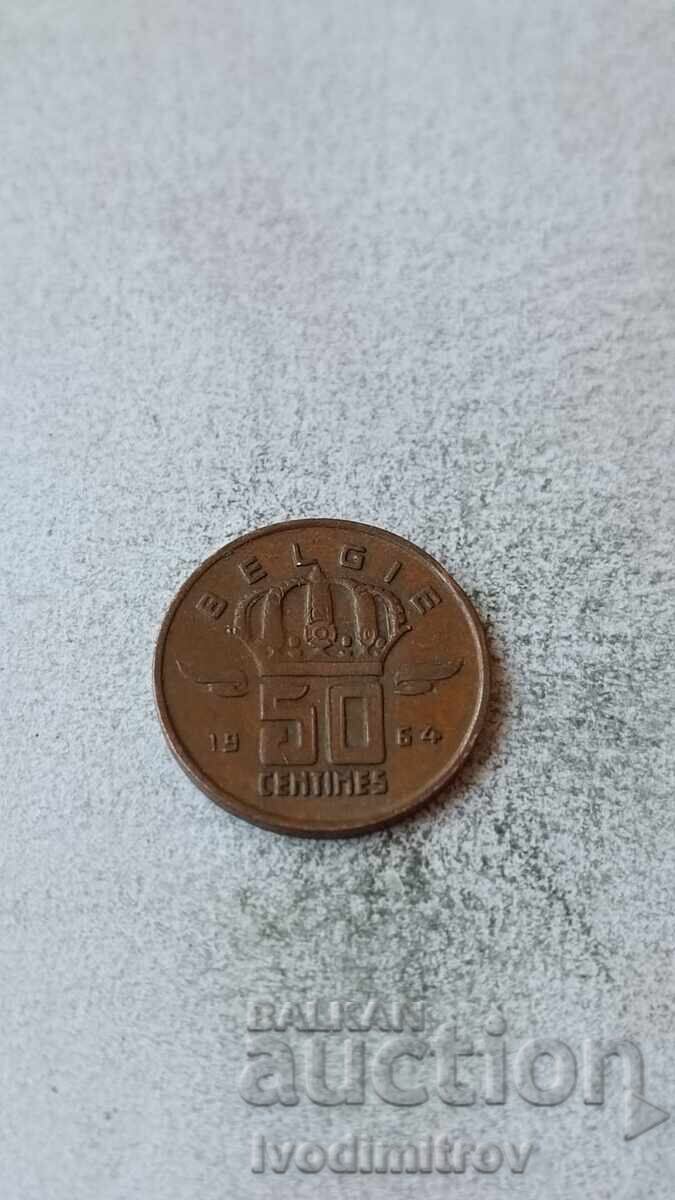 BELGIE
19 50 64
CENTIMES
BALKAN
auction
Ivodimitrov